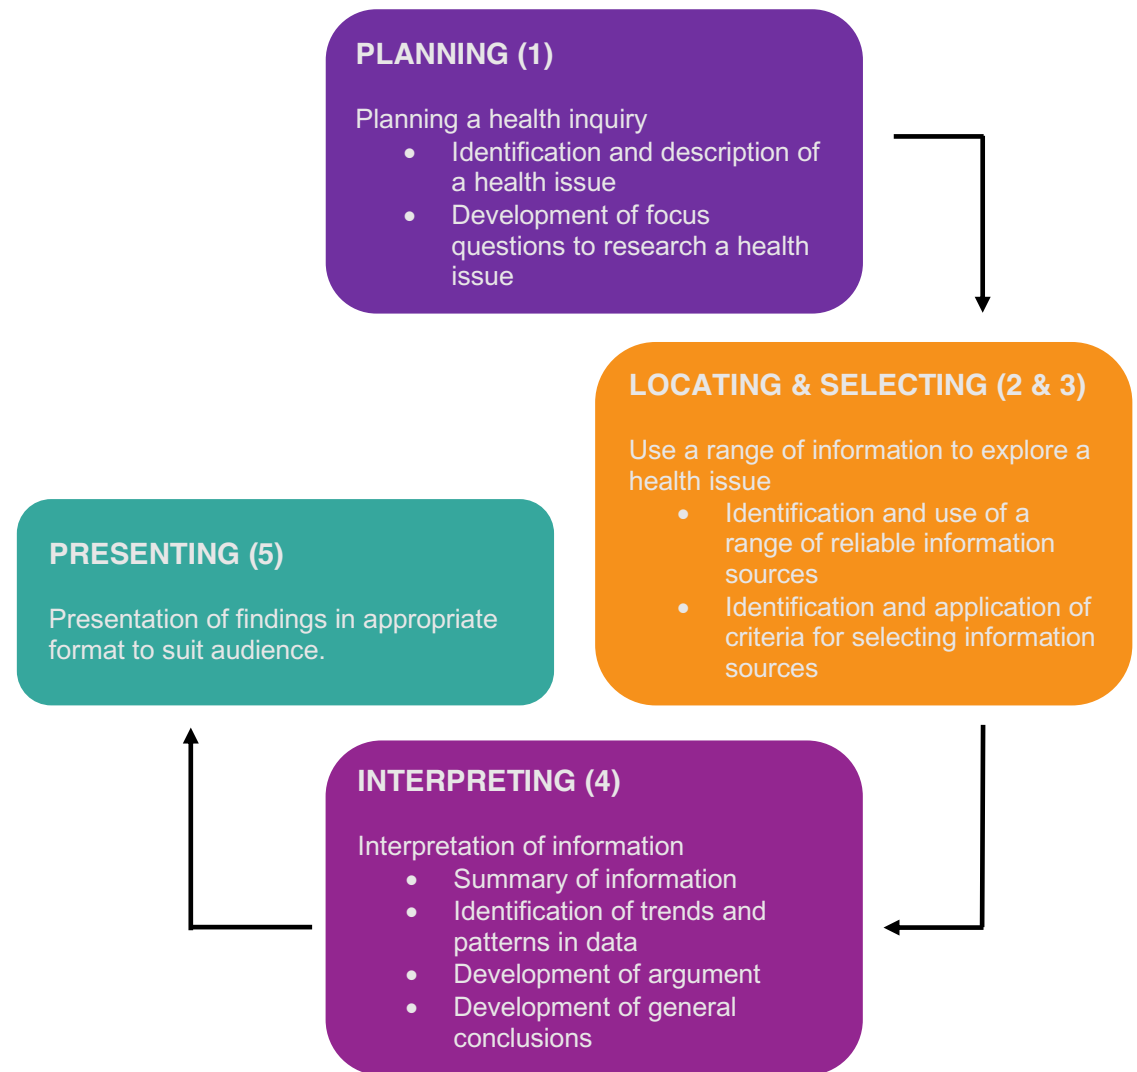 PLANNING (1)
Planning a health inquiry
• Identification and description of
a health issue
• Development of focus
questions to research a health
issue
LOCATING & SELECTING (2 & 3)
Use a range of information to explore a
health issue
• Identification and use of a
range of reliable information
sources
• Identification and application of
criteria for selecting information
sources
INTERPRETING (4)
Interpretation of information
• Summary of information
• Identification of trends and
patterns in data
• Development of argument
• Development of general
conclusions
PRESENTING (5)
Presentation of findings in appropriate
format to suit audience.